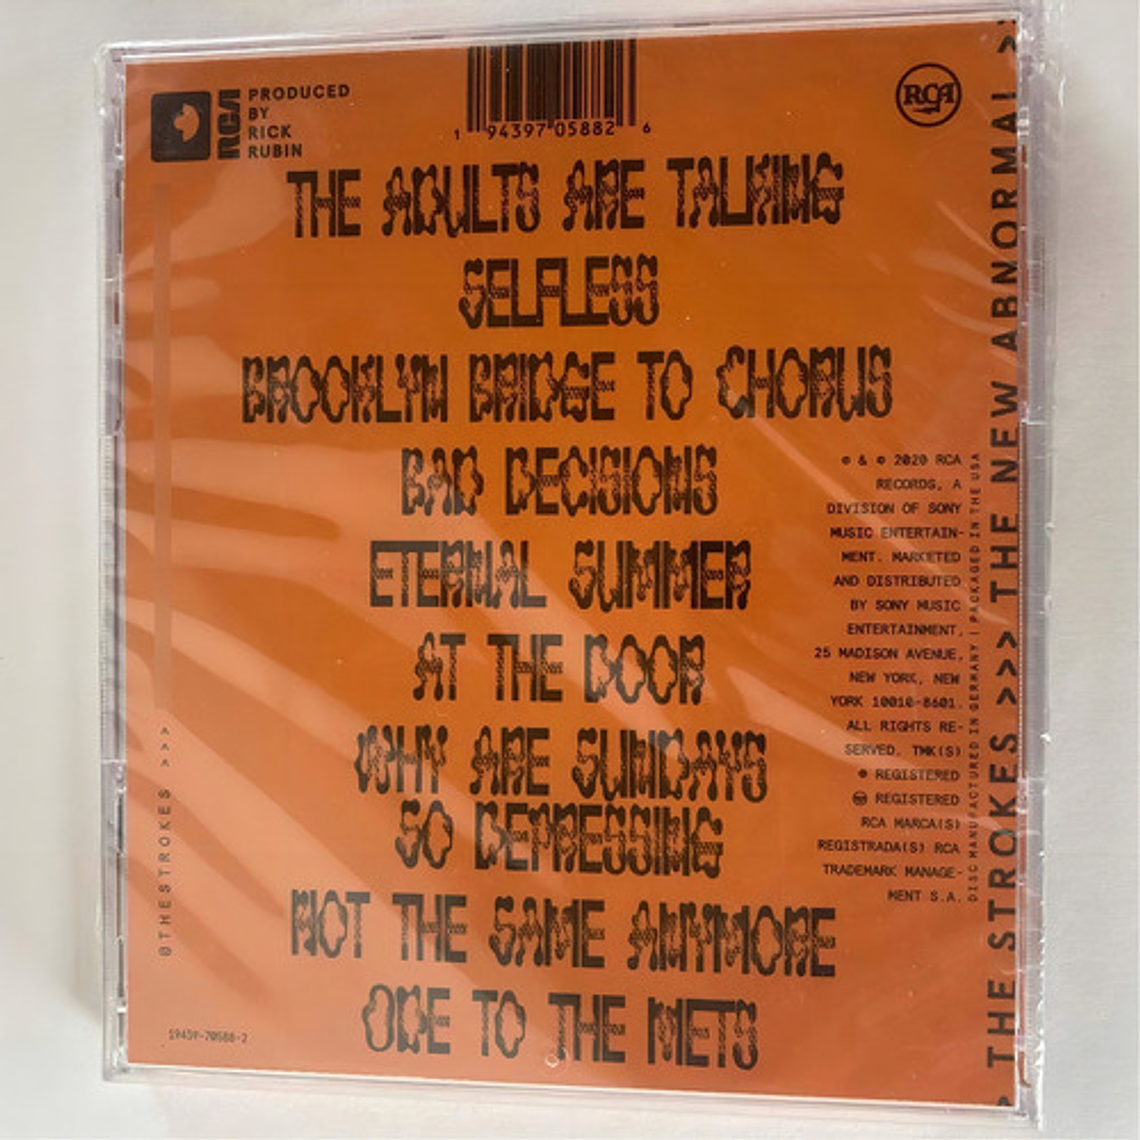 RCA
PRODUCED
BY
RICK
RUBIN
1 94397 05882 6
RCA
THE ADULTS ARE TALKING
SELFLESS
BROOKLYN BRIDGE TO CHORUS
BAD DECISIONS
ETERNAL SUMMER
AT THE DOOR
WHY ARE SUNDAYS
SO DEPRESSING
NOT THE SAME ANYMORE
ODE TO THE METS
℗ & © 2020 RCA
RECORDS, A
DIVISION OF SONY
MUSIC ENTERTAIN-
MENT. MARKETED
AND DISTRIBUTED
BY SONY MUSIC
ENTERTAINMENT,
25 MADISON AVENUE,
NEW YORK, NEW
YORK 10010-8601.
ALL RIGHTS RE-
SERVED. TMK(S)
® REGISTERED
REGISTERED
RCA MARCA(S)
REGISTRADA(S) RCA
TRADEMARK MANAGE-
MENT S.A.
DISC MANUFACTURED IN GERMANY | PACKAGED IN THE USA
> THE STROKES >>> THE NEW ABNORMAL >
@THESTROKES >>>
19439-70588-2